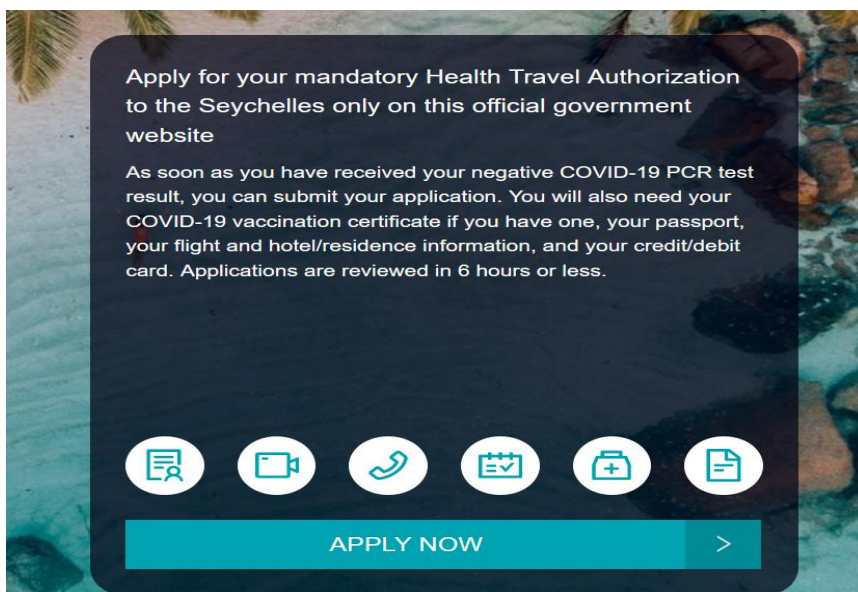 Apply for your mandatory Health Travel Authorization
to the Seychelles only on this official government
website
As soon as you have received your negative COVID-19 PCR test
result, you can submit your application. You will also need your
COVID-19 vaccination certificate if you have one, your passport,
your flight and hotel/residence information, and your credit/debit
card. Applications are reviewed in 6 hours or less.
APPLY NOW >